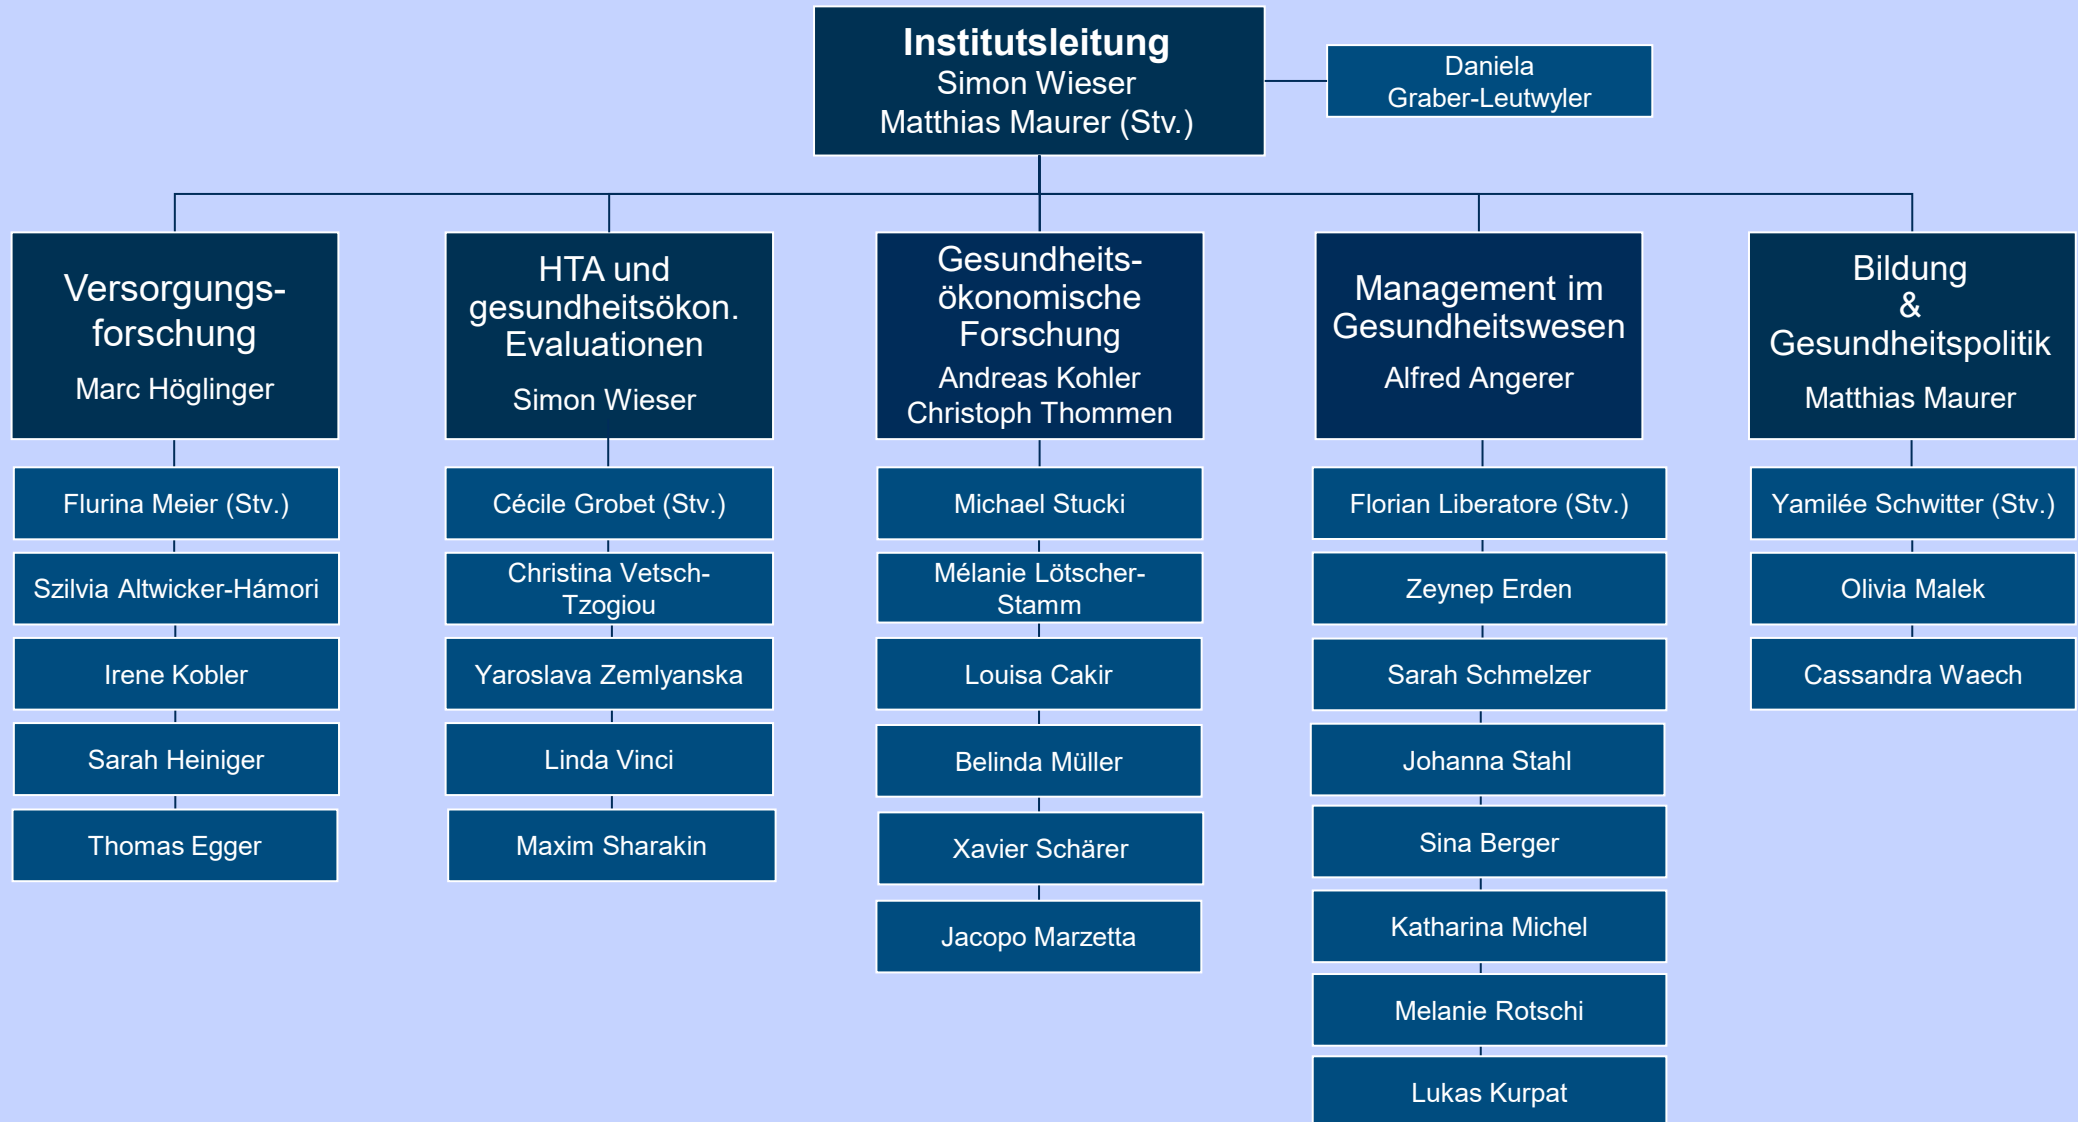 Institutsleitung
Simon Wieser
Matthias Maurer (Stv.)
Daniela
Graber-Leutwyler
Versorgungs-
forschung
Marc Höglinger
Flurina Meier (Stv.)
Szilvia Altwicker-Hámori
Irene Kobler
Sarah Heiniger
Thomas Egger
HTA und
gesundheitsökon.
Evaluationen
Simon Wieser
Cécile Grobet (Stv.)
Christina Vetsch-
Tzogiou
Yaroslava Zemlyanska
Linda Vinci
Maxim Sharakin
Gesundheits-
ökonomische
Forschung
Andreas Kohler
Christoph Thommen
Michael Stucki
Mélanie Lötscher-
Stamm
Louisa Cakir
Belinda Müller
Xavier Schärer
Jacopo Marzetta
Management im
Gesundheitswesen
Alfred Angerer
Florian Liberatore (Stv.)
Zeynep Erden
Sarah Schmelzer
Johanna Stahl
Sina Berger
Katharina Michel
Melanie Rotschi
Lukas Kurpat
Bildung
&
Gesundheitspolitik
Matthias Maurer
Yamilée Schwitter (Stv.)
Olivia Malek
Cassandra Waech